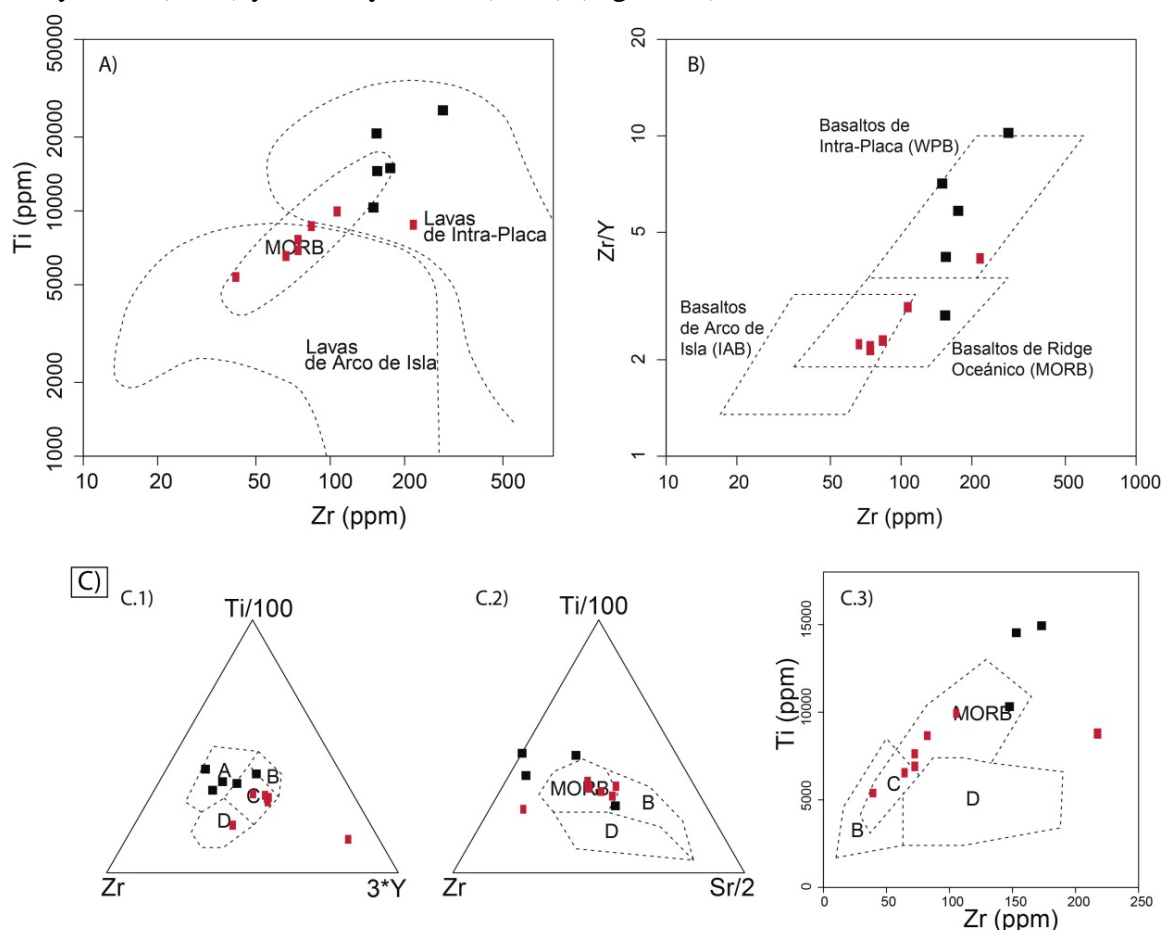 A)
50000
20000
10000
5000
2000
1000
Ti (ppm)
MORB
Lavas
de Intra-Placa
Lavas
de Arco de Isla
10
20
50
100
200
500
Zr (ppm)
B)
20
10
5
2
1
Zr/Y
Basaltos de
Intra-Placa (WPB)
Basaltos
de Arco de
Isla (IAB)
Basaltos de Ridge
Oceánico (MORB)
10
20
50
100
200
500
1000
Zr (ppm)
C)
C.1)
Ti/100
A
B
C
D
Zr
3*Y
C.2)
Ti/100
MORB
B
D
Zr
Sr/2
C.3)
15000
10000
5000
0
Ti (ppm)
MORB
C
D
B
0
50
100
150
200
250
Zr (ppm)